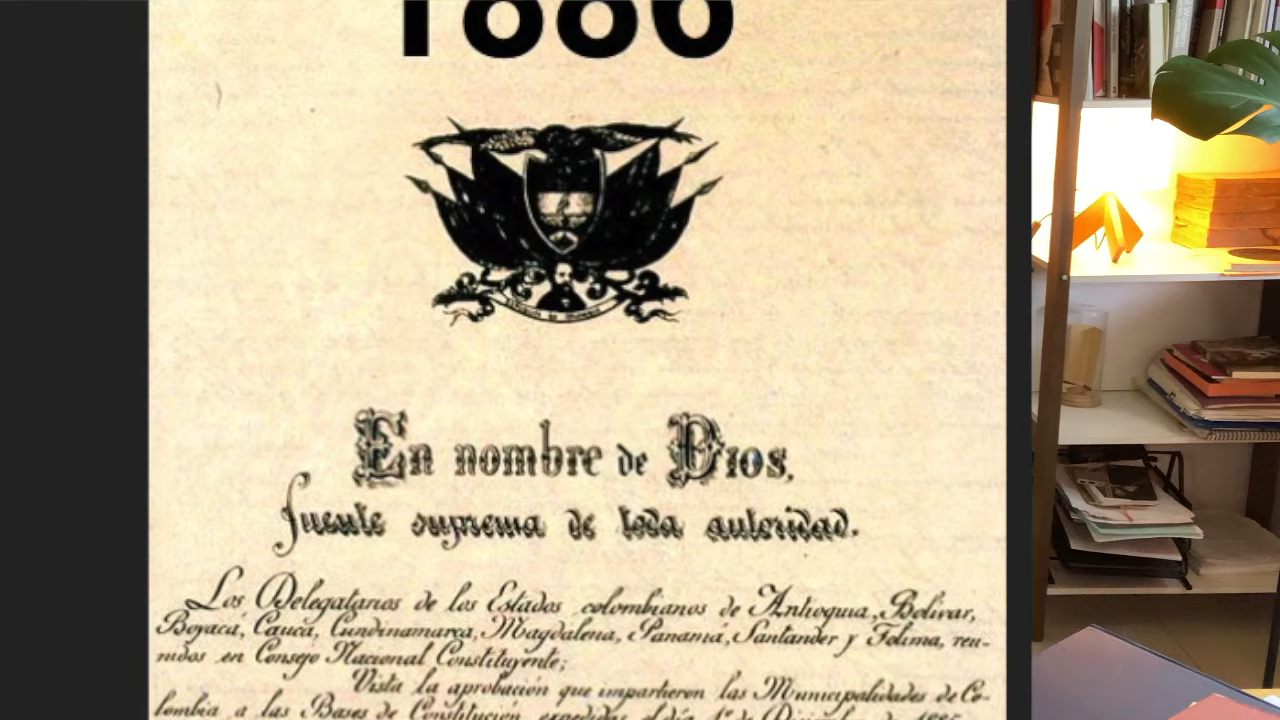 1886
En nombre de Dios,
fuente suprema de toda autoridad.
Los Delegatarios de los Estados colombianos de Antioquia, Bolívar,
Boyacá, Cauca, Cundinamarca, Magdalena, Panamá, Santander y Tolima, reu-
nidos en Consejo Nacional Constituyente;
Vista la aprobación que impartieron las Municipalidades de Co-
lombia a las Bases de Constitución expedidas el día 1º de Diciembre de 1885